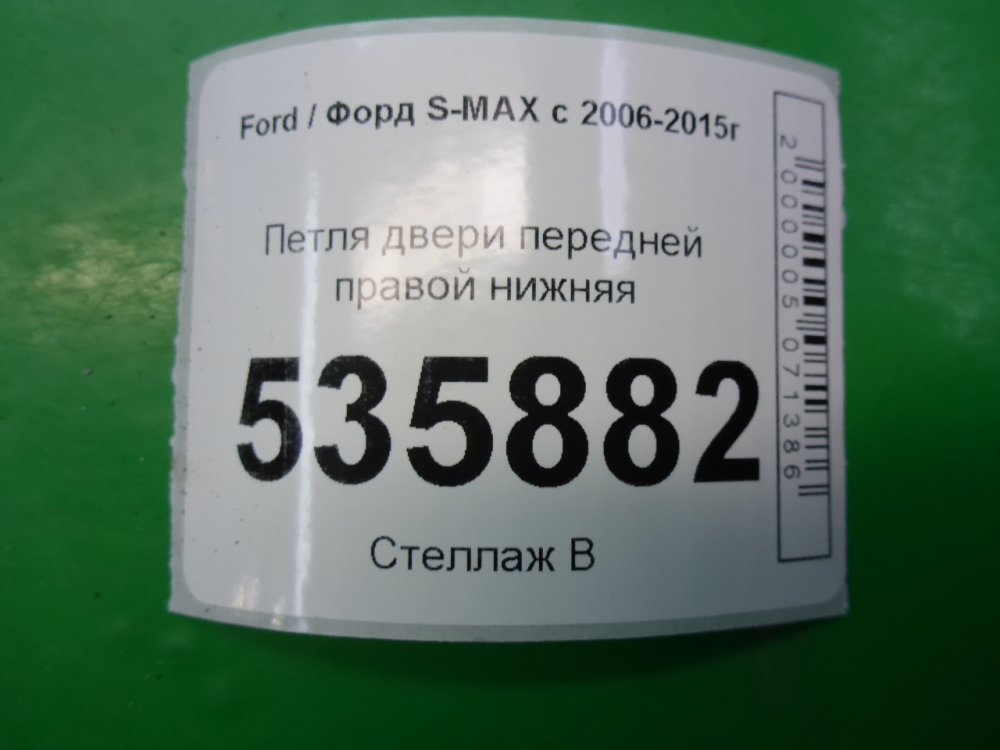 Ford / Форд S-MAX с 2006-2015г
Петля двери передней
правой нижняя
535882
Стеллаж В
2000005071386